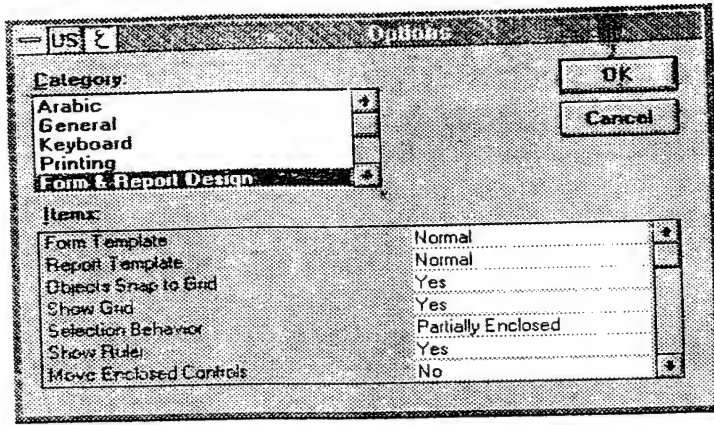 US ع Options
Category:
OK
Arabic
General
Keyboard
Printing
Form & Report Design
Cancel
Items:
Form Template Normal
Report Template Normal
Objects Snap to Grid Yes
Show Grid Yes
Selection Behavior Partially Enclosed
Show Ruler Yes
Move Enclosed Controls No